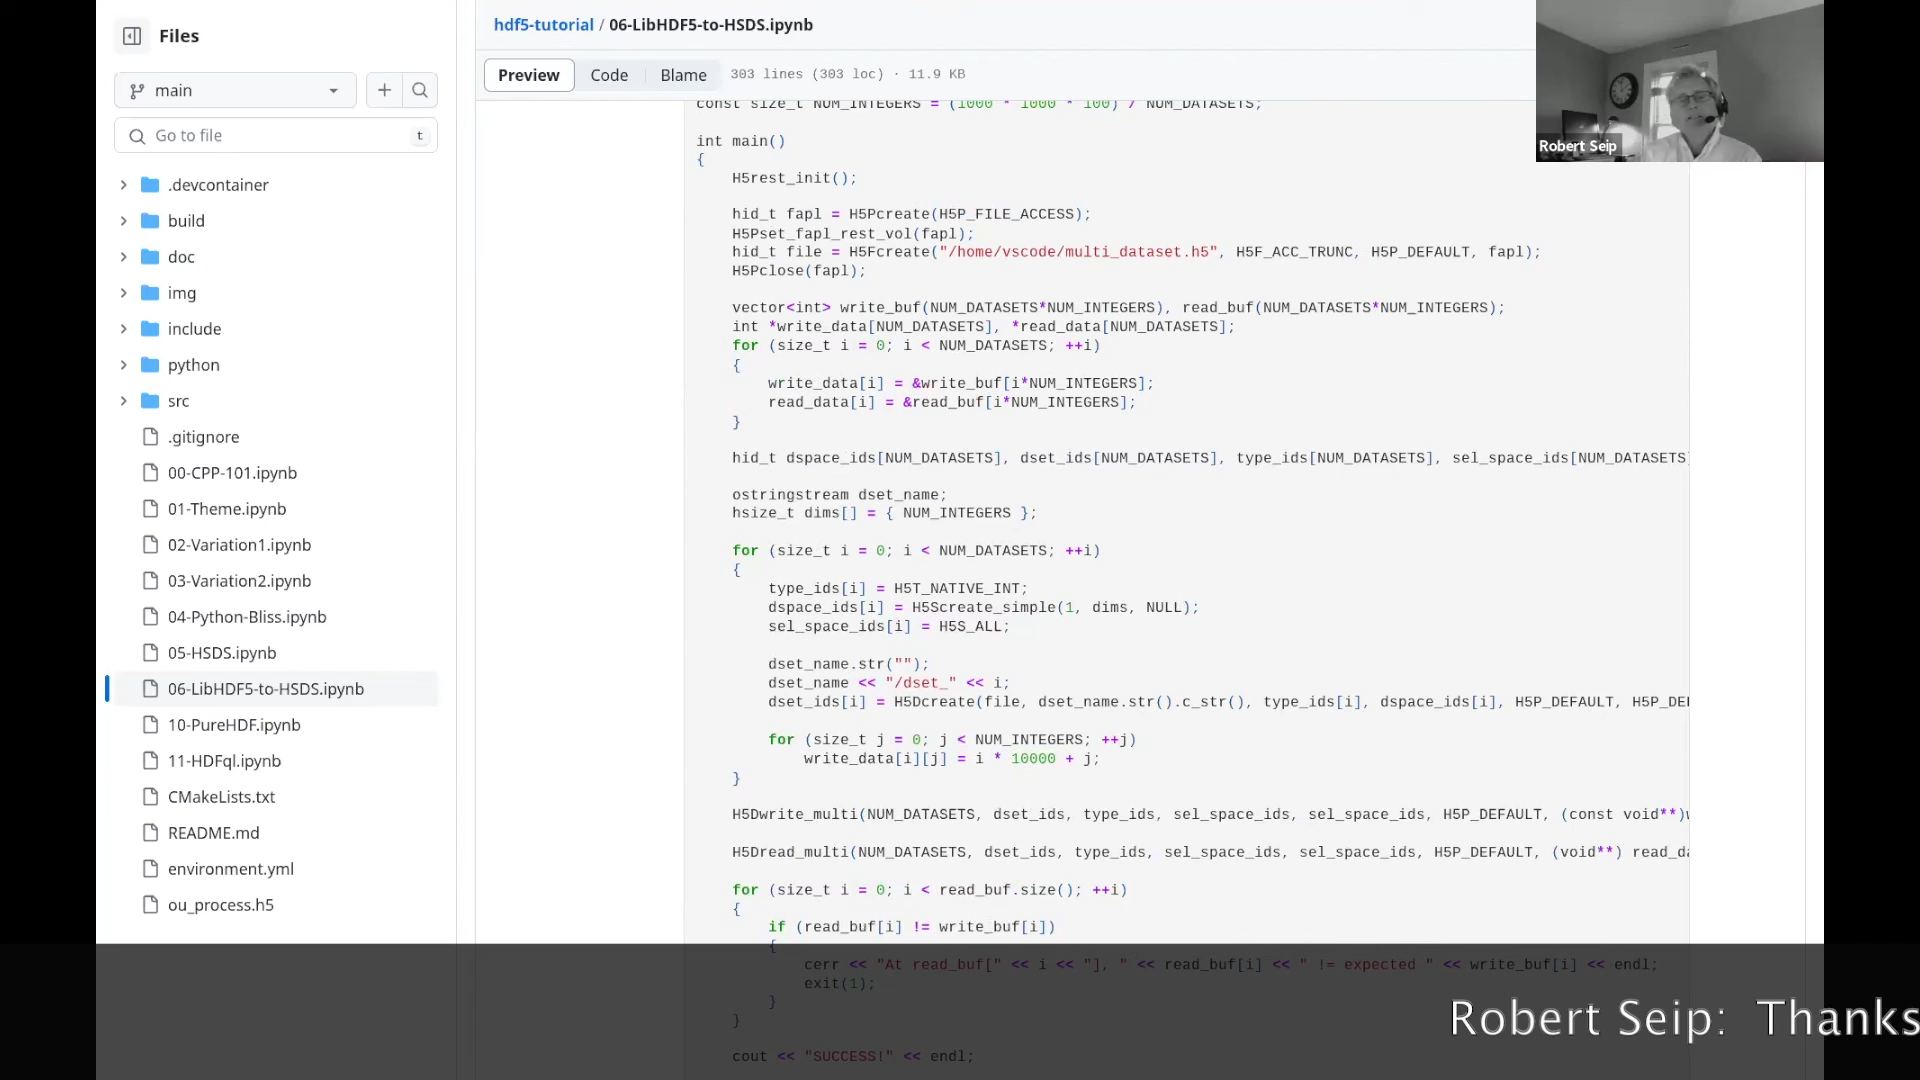 Files
main
Go to file
t
.devcontainer
build
doc
img
include
python
src
.gitignore
00-CPP-101.ipynb
01-Theme.ipynb
02-Variation1.ipynb
03-Variation2.ipynb
04-Python-Bliss.ipynb
05-HSDS.ipynb
06-LibHDF5-to-HSDS.ipynb
10-PureHDF.ipynb
11-HDFql.ipynb
CMakeLists.txt
README.md
environment.yml
ou_process.h5
hdf5-tutorial / 06-LibHDF5-to-HSDS.ipynb
Preview Code Blame 303 lines (303 loc) · 11.9 KB
const size_t NUM_INTEGERS = (1000 * 1000 * 100) / NUM_DATASETS;
int main()
{
H5rest_init();
hid_t fapl = H5Pcreate(H5P_FILE_ACCESS);
H5Pset_fapl_rest_vol(fapl);
hid_t file = H5Fcreate("/home/vscode/multi_dataset.h5", H5F_ACC_TRUNC, H5P_DEFAULT, fapl);
H5Pclose(fapl);
vector<int> write_buf(NUM_DATASETS*NUM_INTEGERS), read_buf(NUM_DATASETS*NUM_INTEGERS);
int *write_data[NUM_DATASETS], *read_data[NUM_DATASETS];
for (size_t i = 0; i < NUM_DATASETS; ++i)
{
write_data[i] = &write_buf[i*NUM_INTEGERS];
read_data[i] = &read_buf[i*NUM_INTEGERS];
}
hid_t dspace_ids[NUM_DATASETS], dset_ids[NUM_DATASETS], type_ids[NUM_DATASETS], sel_space_ids[NUM_DATASETS]
ostringstream dset_name;
hsize_t dims[] = { NUM_INTEGERS };
for (size_t i = 0; i < NUM_DATASETS; ++i)
{
type_ids[i] = H5T_NATIVE_INT;
dspace_ids[i] = H5Screate_simple(1, dims, NULL);
sel_space_ids[i] = H5S_ALL;
dset_name.str("");
dset_name << "/dset_" << i;
dset_ids[i] = H5Dcreate(file, dset_name.str().c_str(), type_ids[i], dspace_ids[i], H5P_DEFAULT, H5P_DE
for (size_t j = 0; j < NUM_INTEGERS; ++j)
write_data[i][j] = i * 10000 + j;
}
H5Dwrite_multi(NUM_DATASETS, dset_ids, type_ids, sel_space_ids, sel_space_ids, H5P_DEFAULT, (const void**)
H5Dread_multi(NUM_DATASETS, dset_ids, type_ids, sel_space_ids, sel_space_ids, H5P_DEFAULT, (void**) read_d
for (size_t i = 0; i < read_buf.size(); ++i)
{
if (read_buf[i] != write_buf[i])
{
cerr << "At read_buf[" << i << "], " << read_buf[i] << " != expected " << write_buf[i] << endl;
exit(1);
}
}
cout << "SUCCESS!" << endl;
Robert Seip
Robert Seip: Thanks